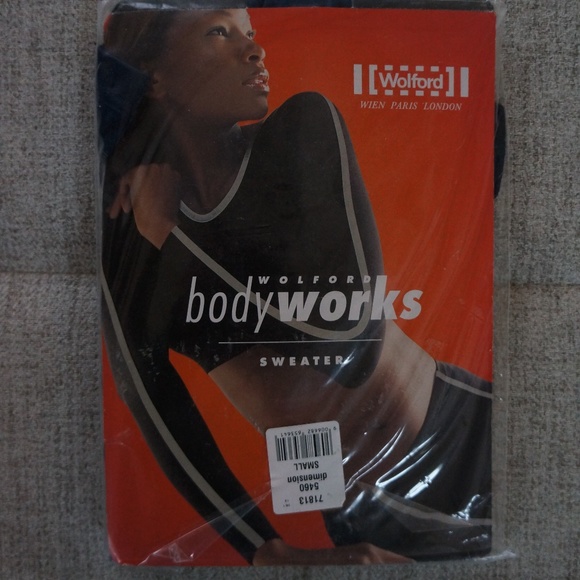 Wolford
WIEN PARIS LONDON
WOLFORD
bodyworks
SWEATER
71813
5460
dimension
SMALL